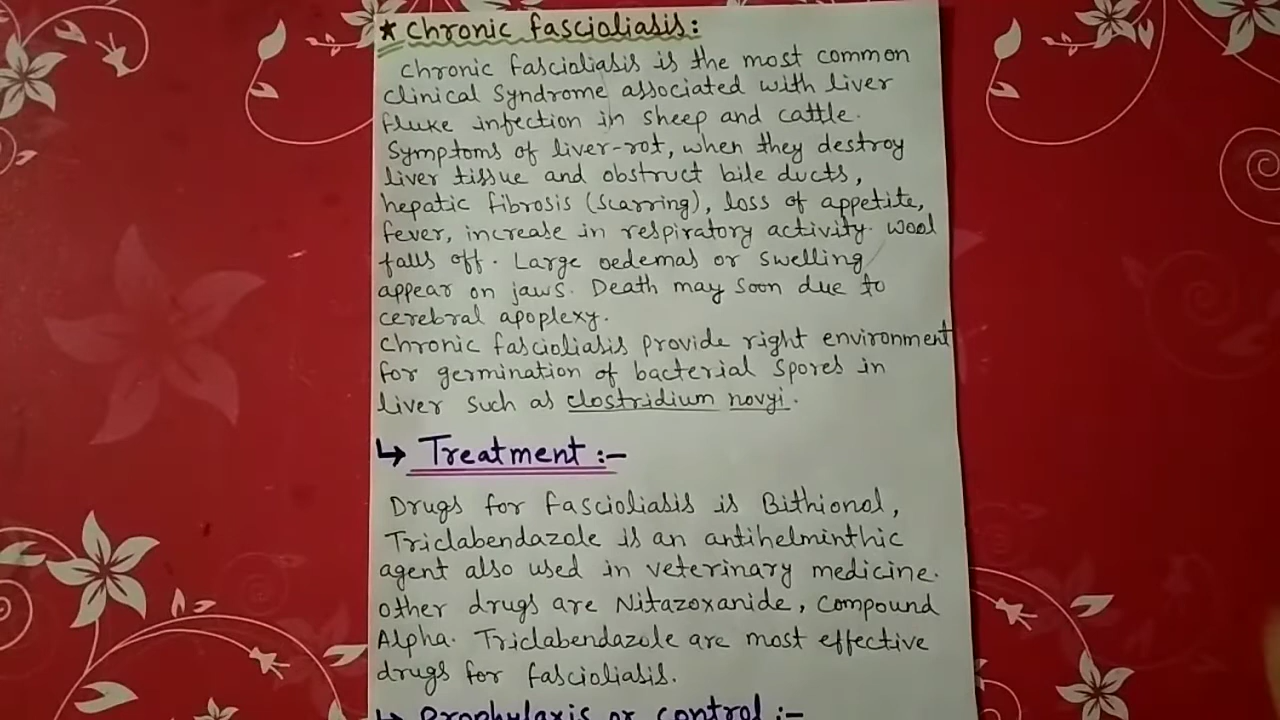 * Chronic fascioliasis:
Chronic fascioliasis is the most common
clinical syndrome associated with liver
fluke infection in sheep and cattle.
Symptoms of liver-rot, when they destroy
liver tissue and obstruct bile ducts,
hepatic fibrosis (scarring), loss of appetite,
fever, increase in respiratory activity. Wool
falls off. Large oedemas or swelling
appear on jaws. Death may soon due to
cerebral apoplexy.
Chronic fascioliasis provide right environment
for germination of bacterial spores in
liver such as clostridium novyi.
↳ Treatment :-
Drugs for fascioliasis is Bithionol,
Triclabendazole is an antihelminthic
agent also used in veterinary medicine.
Other drugs are Nitazoxanide, Compound
Alpha. Triclabendazole are most effective
drugs for fascioliasis.
↳ Prophylaxis or control :-